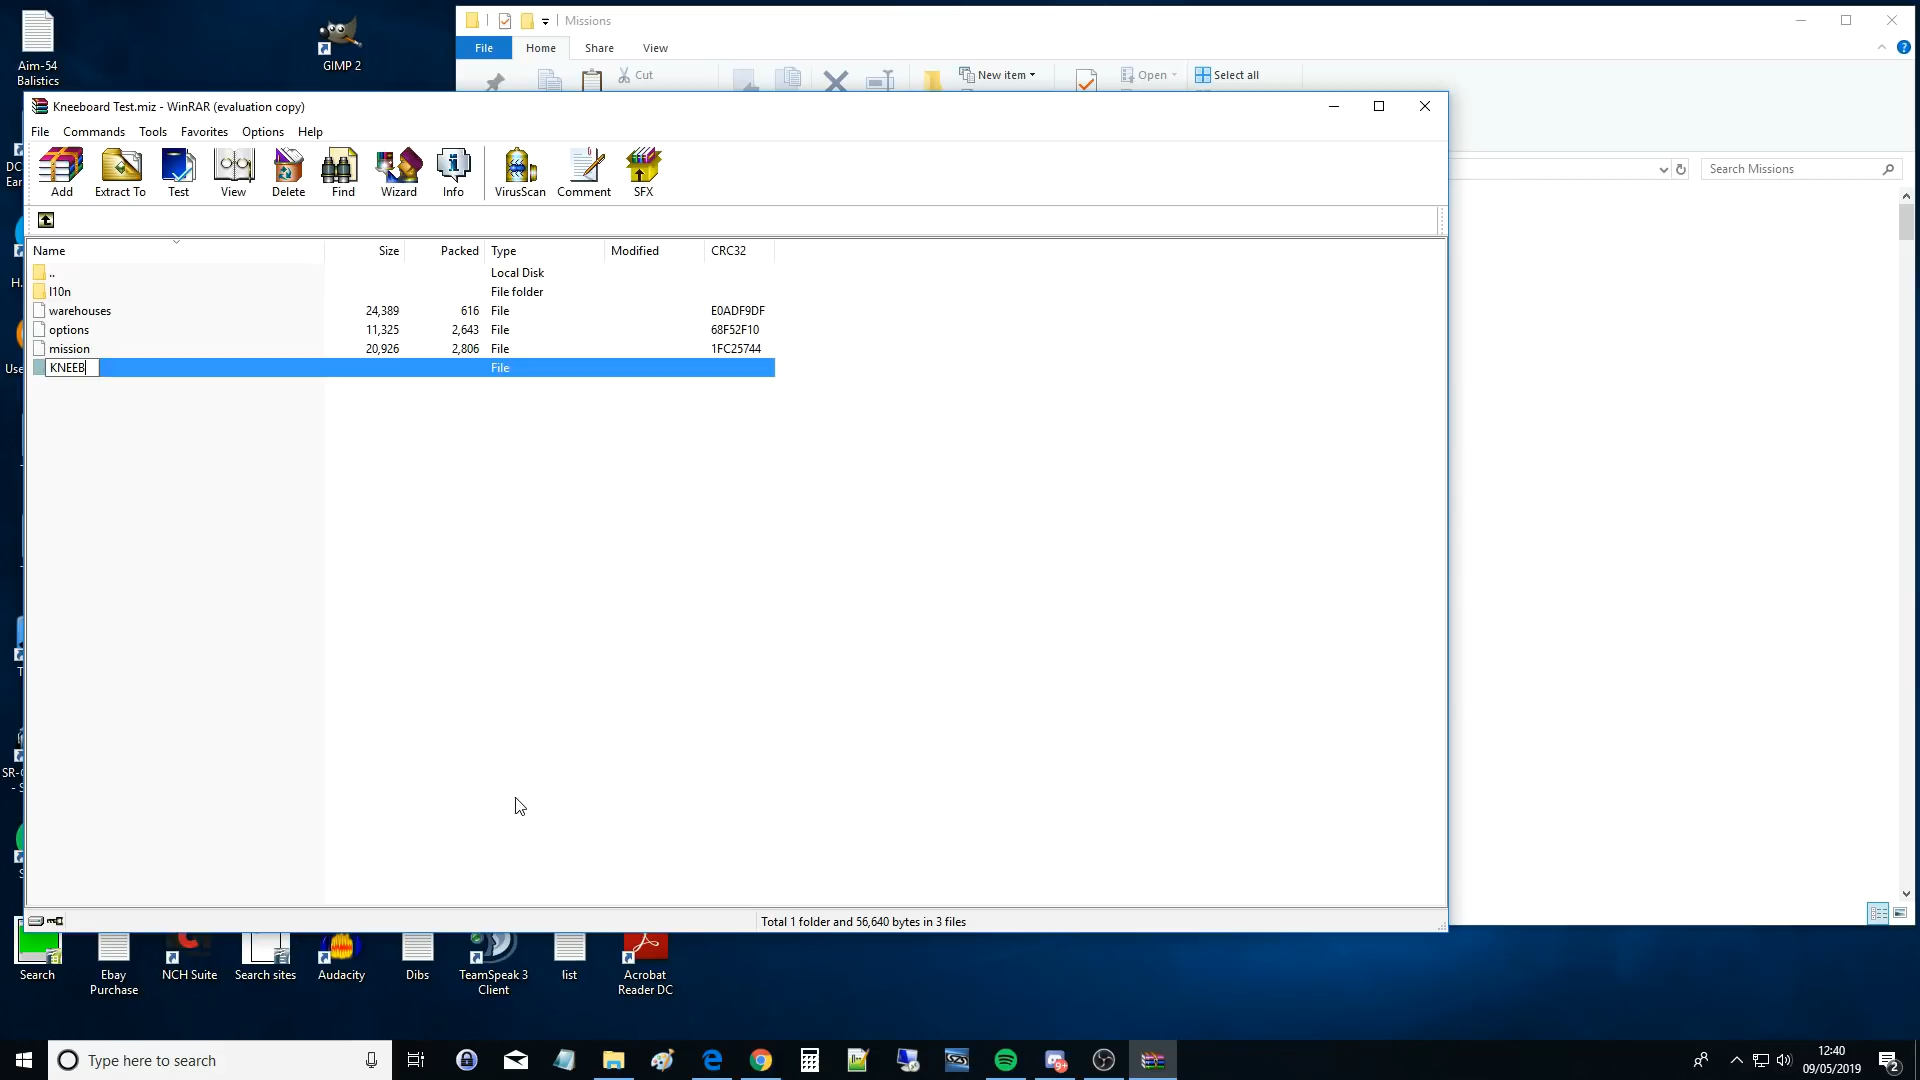 Aim-54
Balistics
GIMP 2
Missions
File
Home
Share
View
Cut
New item
Open
Select all
Search Missions
Kneeboard Test.miz - WinRAR (evaluation copy)
File Commands Tools Favorites Options Help
Add
Extract To
Test
View
Delete
Find
Wizard
Info
VirusScan
Comment
SFX
Name Size Packed Type Modified CRC32
.. Local Disk
l10n File folder
warehouses 24,389 616 File E0ADF9DF
options 11,325 2,643 File 68F52F10
mission 20,926 2,806 File 1FC25744
KNEEB File
Total 1 folder and 56,640 bytes in 3 files
DC
Ear
H.
Use
SR-
Search
Ebay
Purchase
NCH Suite
Search sites
Audacity
Dibs
TeamSpeak 3
Client
list
Acrobat
Reader DC
Type here to search
12:40
09/05/2019
2